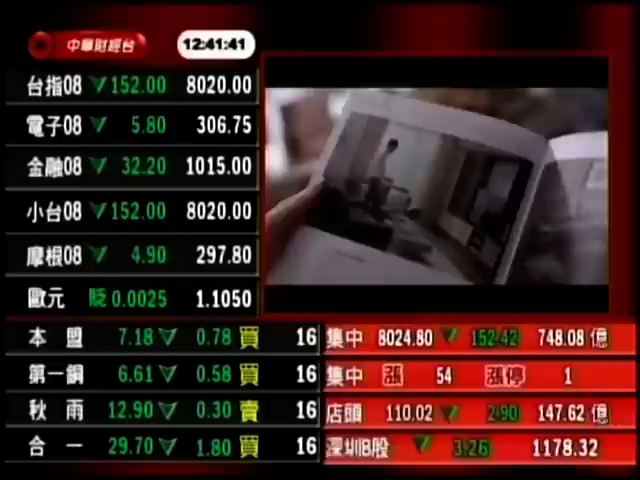 中華財經台 12:41:41
台指08 ▼152.00 8020.00
電子08 ▼ 5.80 306.75
金融08 ▼ 32.20 1015.00
小台08 ▼152.00 8020.00
摩根08 ▼ 4.90 297.80
歐元 貶 0.0025 1.1050
本盟 7.18▼ 0.78 買 16
第一銅 6.61▼ 0.58 買 16
秋雨 12.90▼ 0.30 賣 16
合一 29.70▼ 1.80 買 16
集中 8024.80 ▼ 152.42 748.08 億
集中 漲 54 漲停 1
店頭 110.02 ▼ 2.90 147.62 億
深圳B股 ▼ 3.26 1178.32